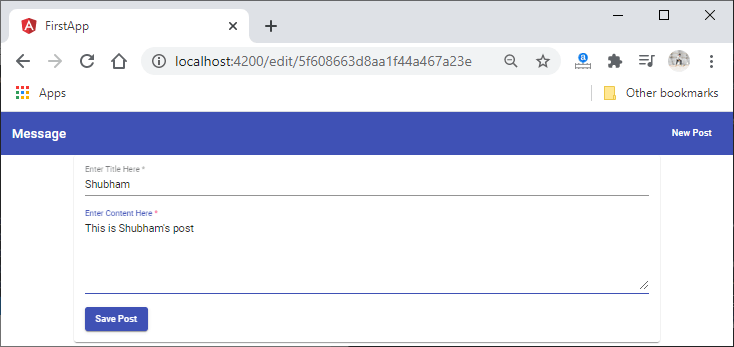 FirstApp
localhost:4200/edit/5f608663d8aa1f44a467a23e
a
Apps
Other bookmarks
Message
New Post
Enter Title Here *
Shubham
Enter Content Here *
This is Shubham's post
Save Post